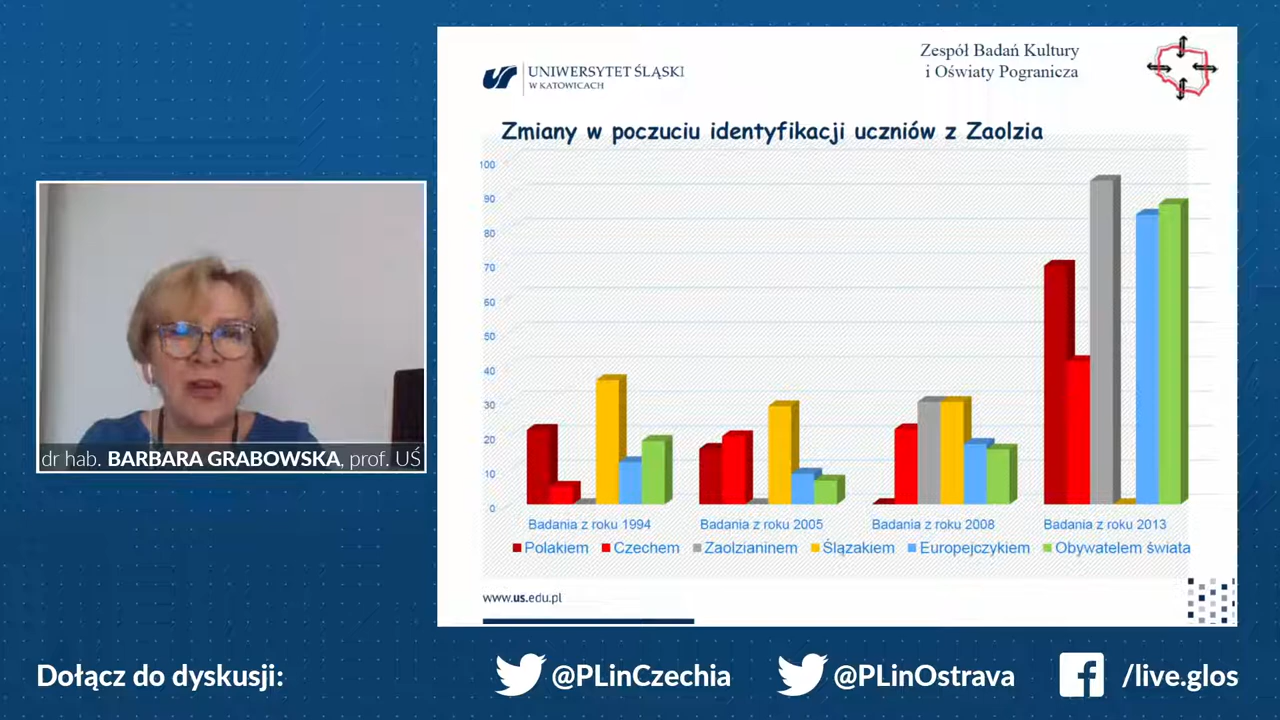 UNIWERSYTET ŚLĄSKI
W KATOWICACH
Zespół Badań Kultury
i Oświaty Pogranicza
Zmiany w poczuciu identyfikacji uczniów z Zaolzia
100
90
80
70
60
50
40
30
20
10
0
Badania z roku 1994
Badania z roku 2005
Badania z roku 2008
Badania z roku 2013
Polakiem
Czechem
Zaolzianinem
Ślązakiem
Europejczykiem
Obywatelem świata
www.us.edu.pl
dr hab. BARBARA GRABOWSKA, prof. UŚ
Dołącz do dyskusji:
@PLinCzechia
@PLinOstrava
/live.glos